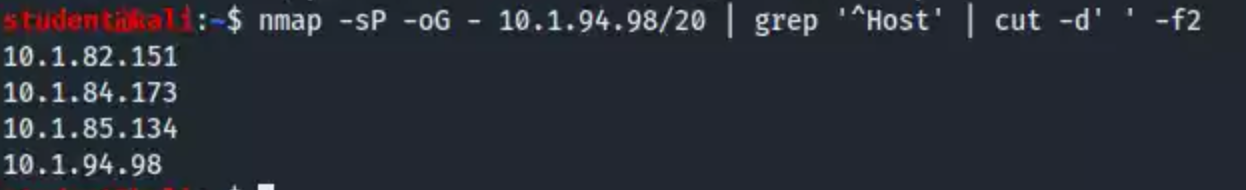 student@kali:~$ nmap -sP -oG - 10.1.94.98/20 | grep '^Host' | cut -d' ' -f2
10.1.82.151
10.1.84.173
10.1.85.134
10.1.94.98